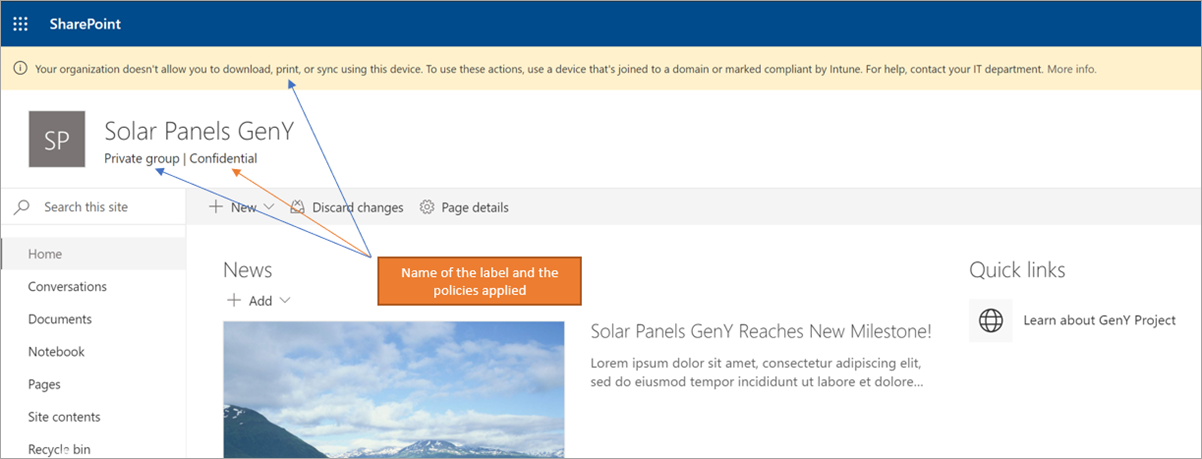 SharePoint
Your organization doesn't allow you to download, print, or sync using this device. To use these actions, use a device that's joined to a domain or marked compliant by Intune. For help, contact your IT department. More info.
SP
Solar Panels GenY
Private group | Confidential
Search this site
New
Discard changes
Page details
Home
Conversations
Documents
Notebook
Pages
Site contents
Recycle bin
News
Add
Name of the label and the
policies applied
Solar Panels GenY Reaches New Milestone!
Lorem ipsum dolor sit amet, consectetur adipiscing elit,
sed do eiusmod tempor incididunt ut labore et dolore...
Quick links
Learn about GenY Project